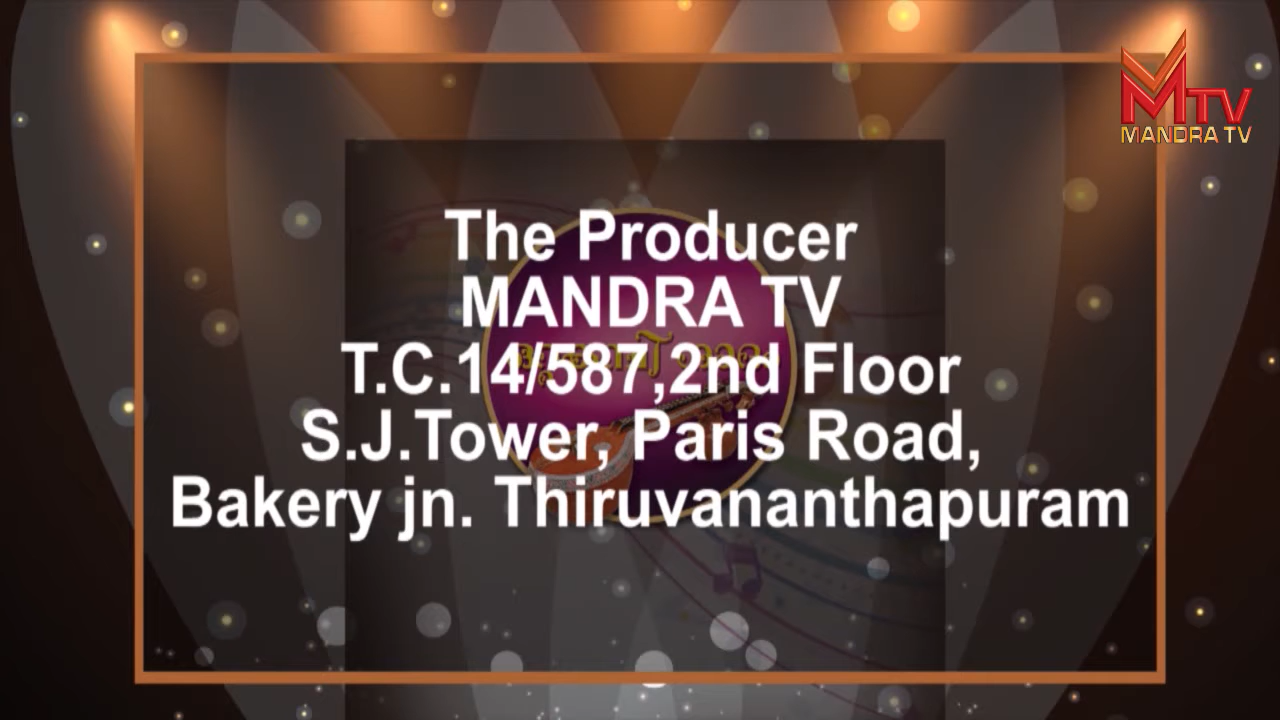 MTV
MANDRA TV
The Producer
MANDRA TV
T.C.14/587,2nd Floor
S.J.Tower, Paris Road,
Bakery jn. Thiruvananthapuram